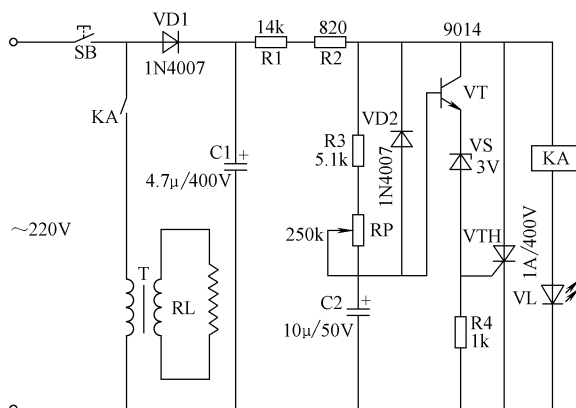 VD1
14k
820
9014
SB
1N4007
R1
R2
KA
VT
VD2
R3
5.1k
C1
+
4.7μ/400V
1N4007
VS
3V
KA
~220V
250k
RP
VTH
1A/400V
T
RL
C2
+
10μ/50V
VL
R4
1k